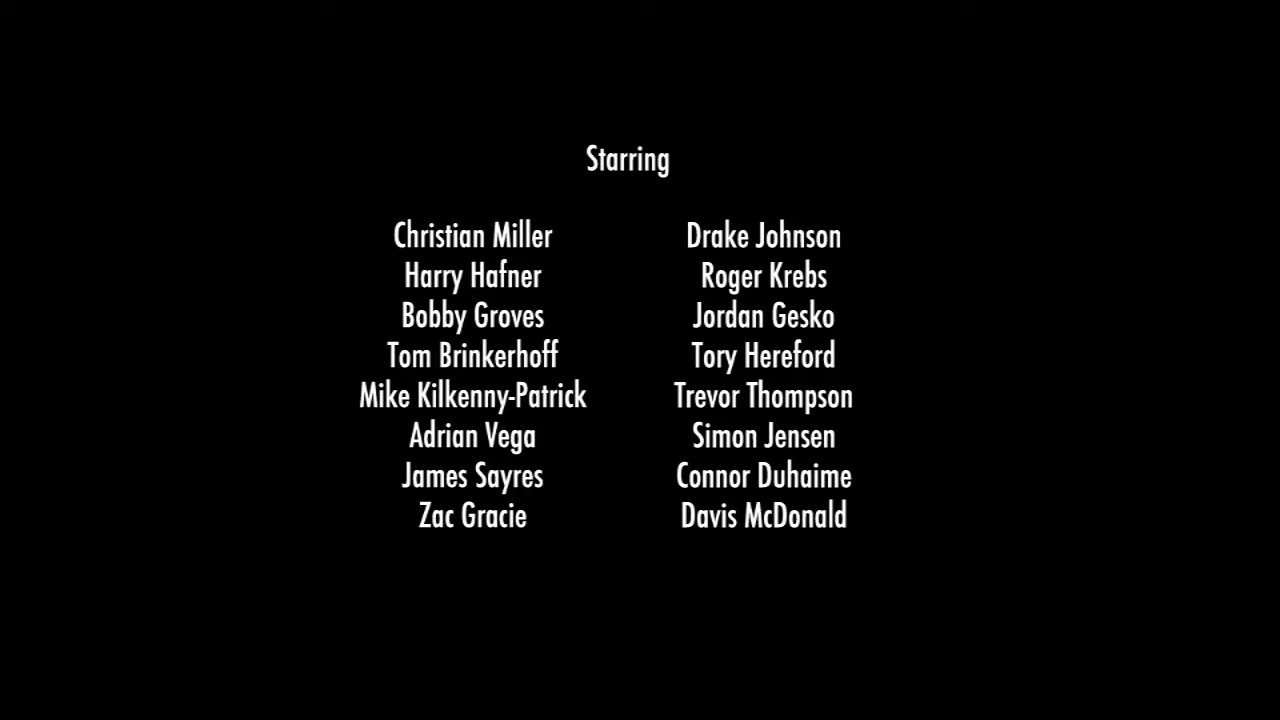 Starring
Christian Miller
Harry Hafner
Bobby Groves
Tom Brinkerhoff
Mike Kilkenny-Patrick
Adrian Vega
James Sayres
Zac Gracie
Drake Johnson
Roger Krebs
Jordan Gesko
Tory Hereford
Trevor Thompson
Simon Jensen
Connor Duhaime
Davis McDonald